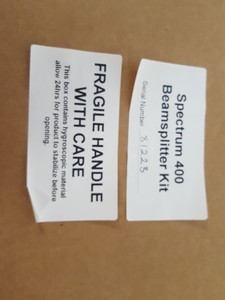 Spectrum 400
Beamsplitter Kit
Serial Number: 81223
FRAGILE HANDLE
WITH CARE
This box contains hygroscopic material
allow 24hrs for product to stabilize before
opening.